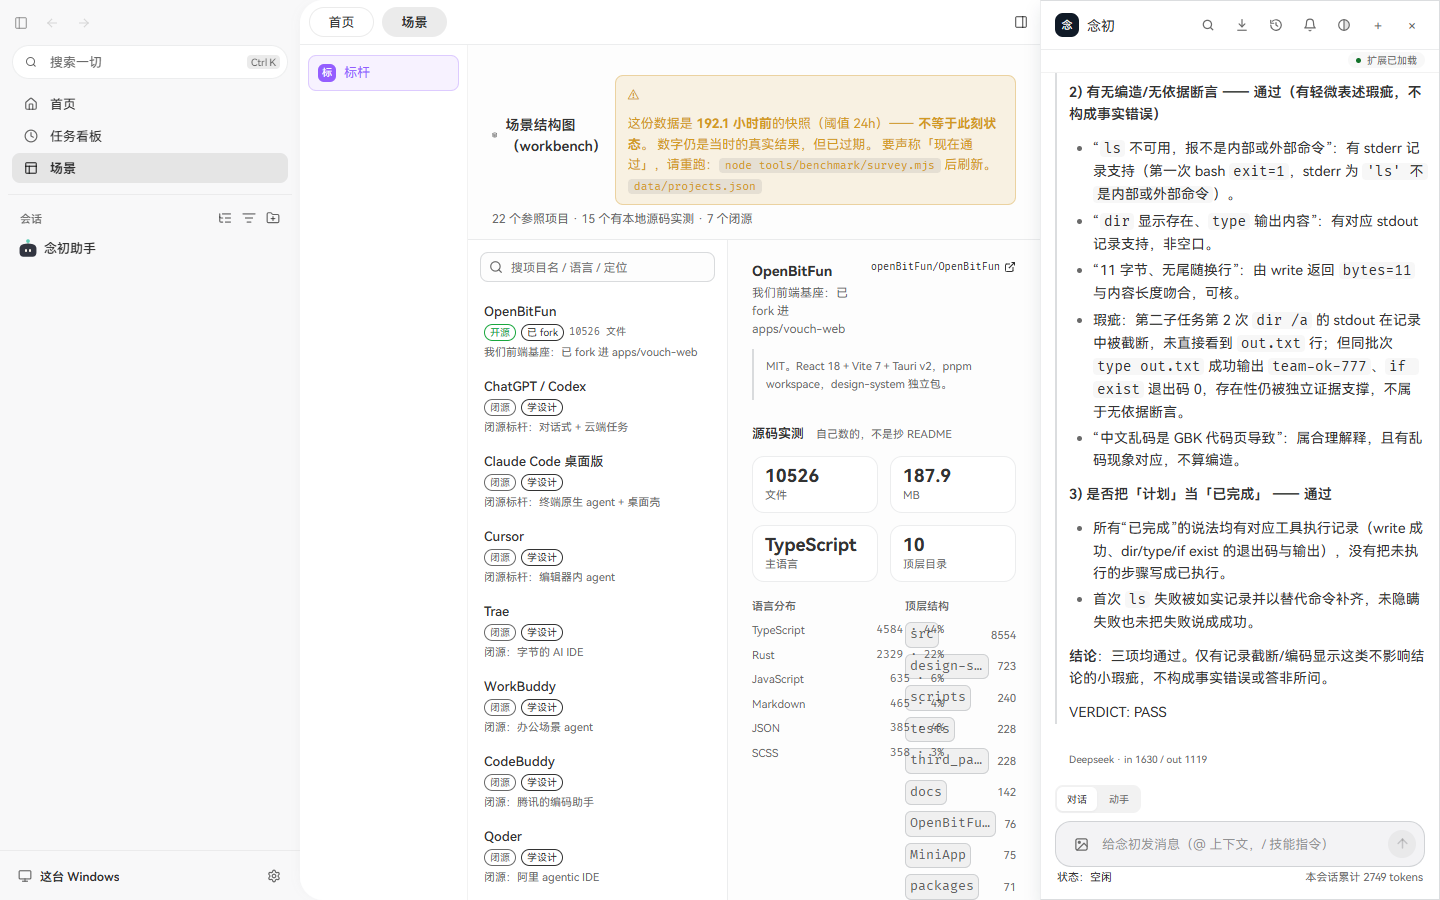 搜索一切
Ctrl K
首页
任务看板
场景
会话
念初助手
这台 Windows
首页
场景
标
标杆
场景结构图
（workbench）
这份数据是 192.1 小时前的快照（阈值 24h）—— 不等于此刻状
态。 数字仍是当时的真实结果，但已过期。 要声称「现在通
过」，请重跑： node tools/benchmark/survey.mjs 后刷新。
data/projects.json
22 个参照项目 · 15 个有本地源码实测 · 7 个闭源
搜项目名 / 语言 / 定位
OpenBitFun
开源 已 fork 10526 文件
我们前端基座：已 fork 进 apps/vouch-web
ChatGPT / Codex
闭源 学设计
闭源标杆：对话式 + 云端任务
Claude Code 桌面版
闭源 学设计
闭源标杆：终端原生 agent + 桌面壳
Cursor
闭源 学设计
闭源标杆：编辑器内 agent
Trae
闭源 学设计
闭源：字节的 AI IDE
WorkBuddy
闭源 学设计
闭源：办公场景 agent
CodeBuddy
闭源 学设计
闭源：腾讯的编码助手
Qoder
闭源 学设计
闭源：阿里 agentic IDE
OpenBitFun
我们前端基座：已
fork 进
apps/vouch-web
openBitFun/OpenBitFun
MIT。React 18 + Vite 7 + Tauri v2，pnpm
workspace，design-system 独立包。
源码实测 自己数的，不是抄 README
10526
文件
187.9
MB
TypeScript
主语言
10
顶层目录
语言分布
TypeScript 4584 · 44%
Rust 2329 · 22%
JavaScript 635 · 6%
Markdown 465 · 4%
JSON 385 · 4%
SCSS 358 · 3%
顶层结构
src 8554
design-s… 723
scripts 240
tests 228
third_pa… 228
docs 142
OpenBitFu… 76
MiniApp 75
packages 71
念 念初
扩展已加载
2) 有无编造/无依据断言 —— 通过（有轻微表述瑕疵，不
构成事实错误）
“ ls 不可用，报不是内部或外部命令”：有 stderr 记
录支持（第一次 bash exit=1 ，stderr 为 'ls' 不
是内部或外部命令 ）。
“ dir 显示存在、 type 输出内容”：有对应 stdout
记录支持，非空口。
“11 字节、无尾随换行”：由 write 返回 bytes=11
与内容长度吻合，可核。
瑕疵：第二子任务第 2 次 dir /a 的 stdout 在记录
中被截断，未直接看到 out.txt 行；但同批次
type out.txt 成功输出 team-ok-777 、 if
exist 退出码 0，存在性仍被独立证据支撑，不属
于无依据断言。
“中文乱码是 GBK 代码页导致”：属合理解释，且有乱
码现象对应，不算编造。
3) 是否把「计划」当「已完成」 —— 通过
所有“已完成”的说法均有对应工具执行记录（write 成
功、dir/type/if exist 的退出码与输出），没有把未执
行的步骤写成已执行。
首次 ls 失败被如实记录并以替代命令补齐，未隐瞒
失败也未把失败说成成功。
结论：三项均通过。仅有记录截断/编码显示这类不影响结
论的小瑕疵，不构成事实错误或答非所问。
VERDICT: PASS
Deepseek · in 1630 / out 1119
对话 动手
给念初发消息（@ 上下文，/ 技能指令）
状态：空闲
本会话累计 2749 tokens